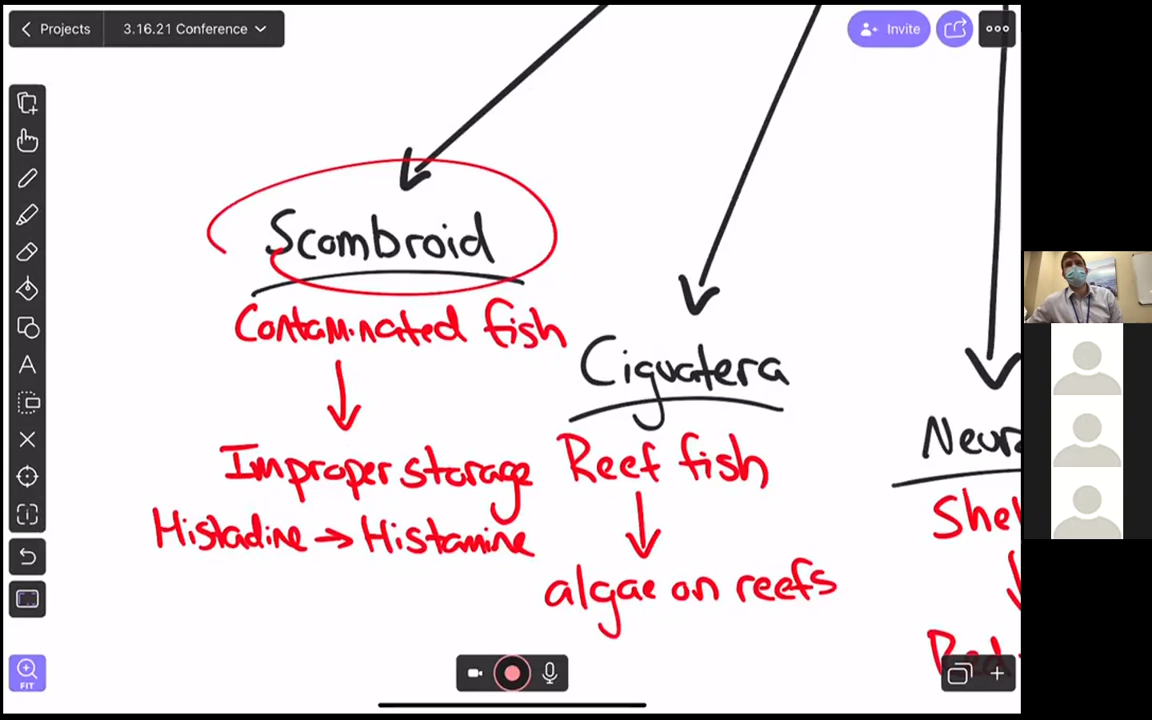 Projects
3.16.21 Conference
Invite
Scombroid
Contaminated fish
Improper storage
Histadine → Histamine
Ciguatera
Reef fish
algae on reefs
FIT